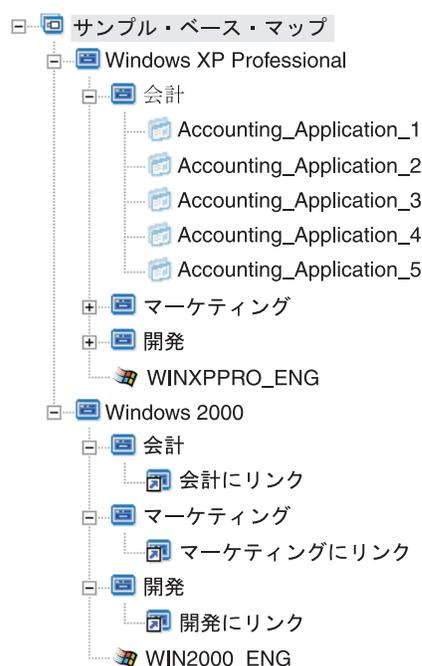 サンプル・ベース・マップ
Windows XP Professional
会計
Accounting_Application_1
Accounting_Application_2
Accounting_Application_3
Accounting_Application_4
Accounting_Application_5
マーケティング
開発
WINXPPRO_ENG
Windows 2000
会計
会計にリンク
マーケティング
マーケティングにリンク
開発
開発にリンク
WIN2000_ENG